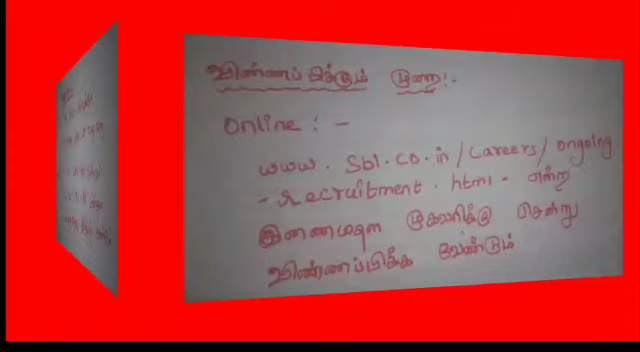 விண்ணப்பிக்கும் முறை:-
Online : -
www. Sbi.co.in/careers/ongoing
-recruitment.html- என்ற
இணையதள முகவரிக்கு சென்று
விண்ணப்பிக்க வேண்டும்